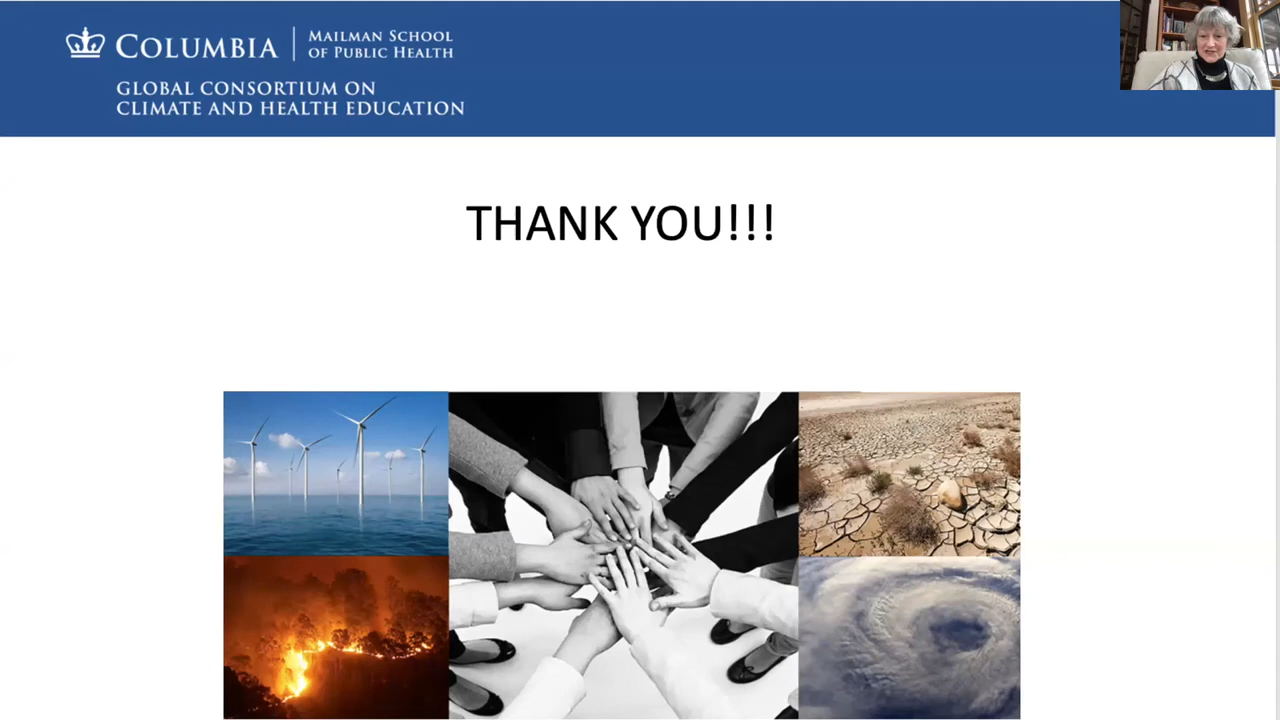 COLUMBIA
MAILMAN SCHOOL
OF PUBLIC HEALTH
GLOBAL CONSORTIUM ON
CLIMATE AND HEALTH EDUCATION
THANK YOU!!!